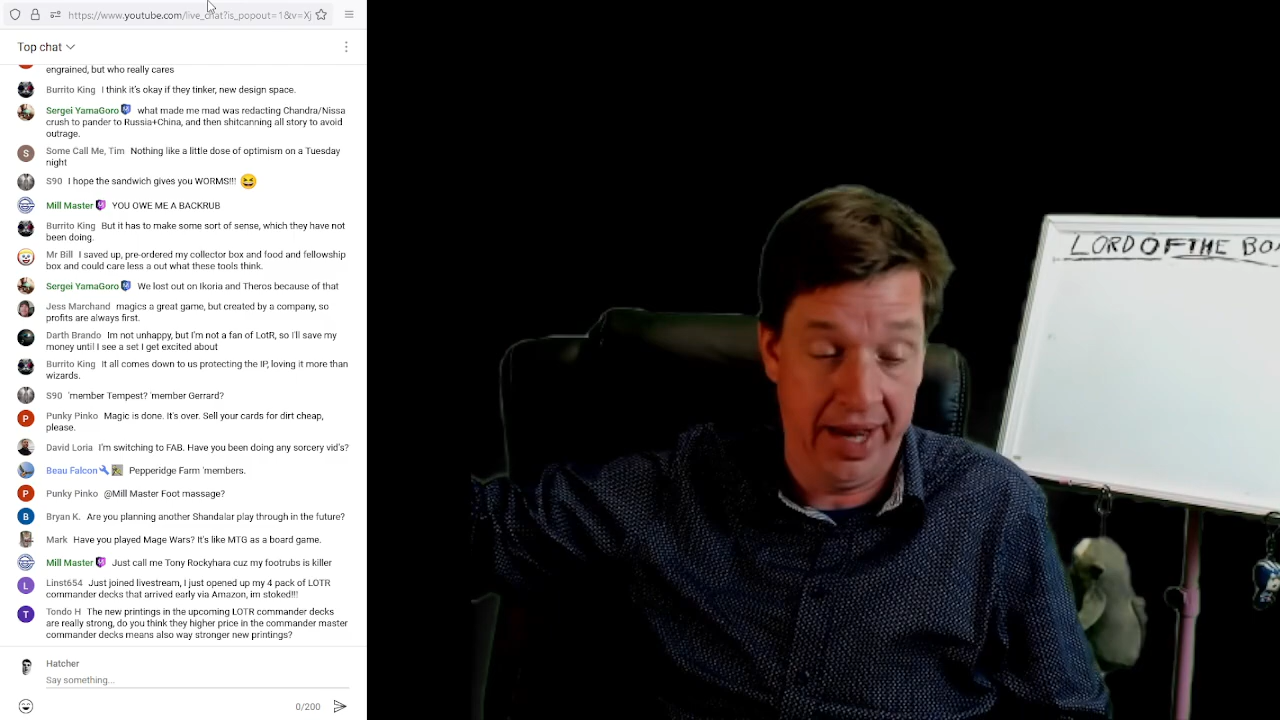 https://www.youtube.com/live_chat?is_popout=1&v=Xj
Top chat
engrained, but who really cares
Burrito King I think it's okay if they tinker, new design space.
Sergei YamaGoro what made me mad was redacting Chandra/Nissa
crush to pander to Russia+China, and then shitcanning all story to avoid
outrage.
S
Some Call Me, Tim Nothing like a little dose of optimism on a Tuesday
night
S90 I hope the sandwich gives you WORMS!!!
Mill Master YOU OWE ME A BACKRUB
Burrito King But it has to make some sort of sense, which they have not
been doing.
Mr Bill I saved up, pre-ordered my collector box and food and fellowship
box and could care less a out what these tools think.
Sergei YamaGoro We lost out on Ikoria and Theros because of that
Jess Marchand magics a great game, but created by a company, so
profits are always first.
Darth Brando Im not unhappy, but I'm not a fan of LotR, so I'll save my
money until I see a set I get excited about
Burrito King It all comes down to us protecting the IP, loving it more than
wizards.
S90 'member Tempest? 'member Gerrard?
P
Punky Pinko Magic is done. It's over. Sell your cards for dirt cheap,
please.
David Loria I'm switching to FAB. Have you been doing any sorcery vid's?
Beau Falcon Pepperidge Farm 'members.
P Punky Pinko @Mill Master Foot massage?
B Bryan K. Are you planning another Shandalar play through in the future?
Mark Have you played Mage Wars? It's like MTG as a board game.
Mill Master Just call me Tony Rockyhara cuz my footrubs is killer
L
Linst654 Just joined livestream, I just opened up my 4 pack of LOTR
commander decks that arrived early via Amazon, im stoked!!!
T
Tondo H The new printings in the upcoming LOTR commander decks
are really strong, do you think they higher price in the commander master
commander decks means also way stronger new printings?
Hatcher
Say something...
0/200
LORD OF THE BO